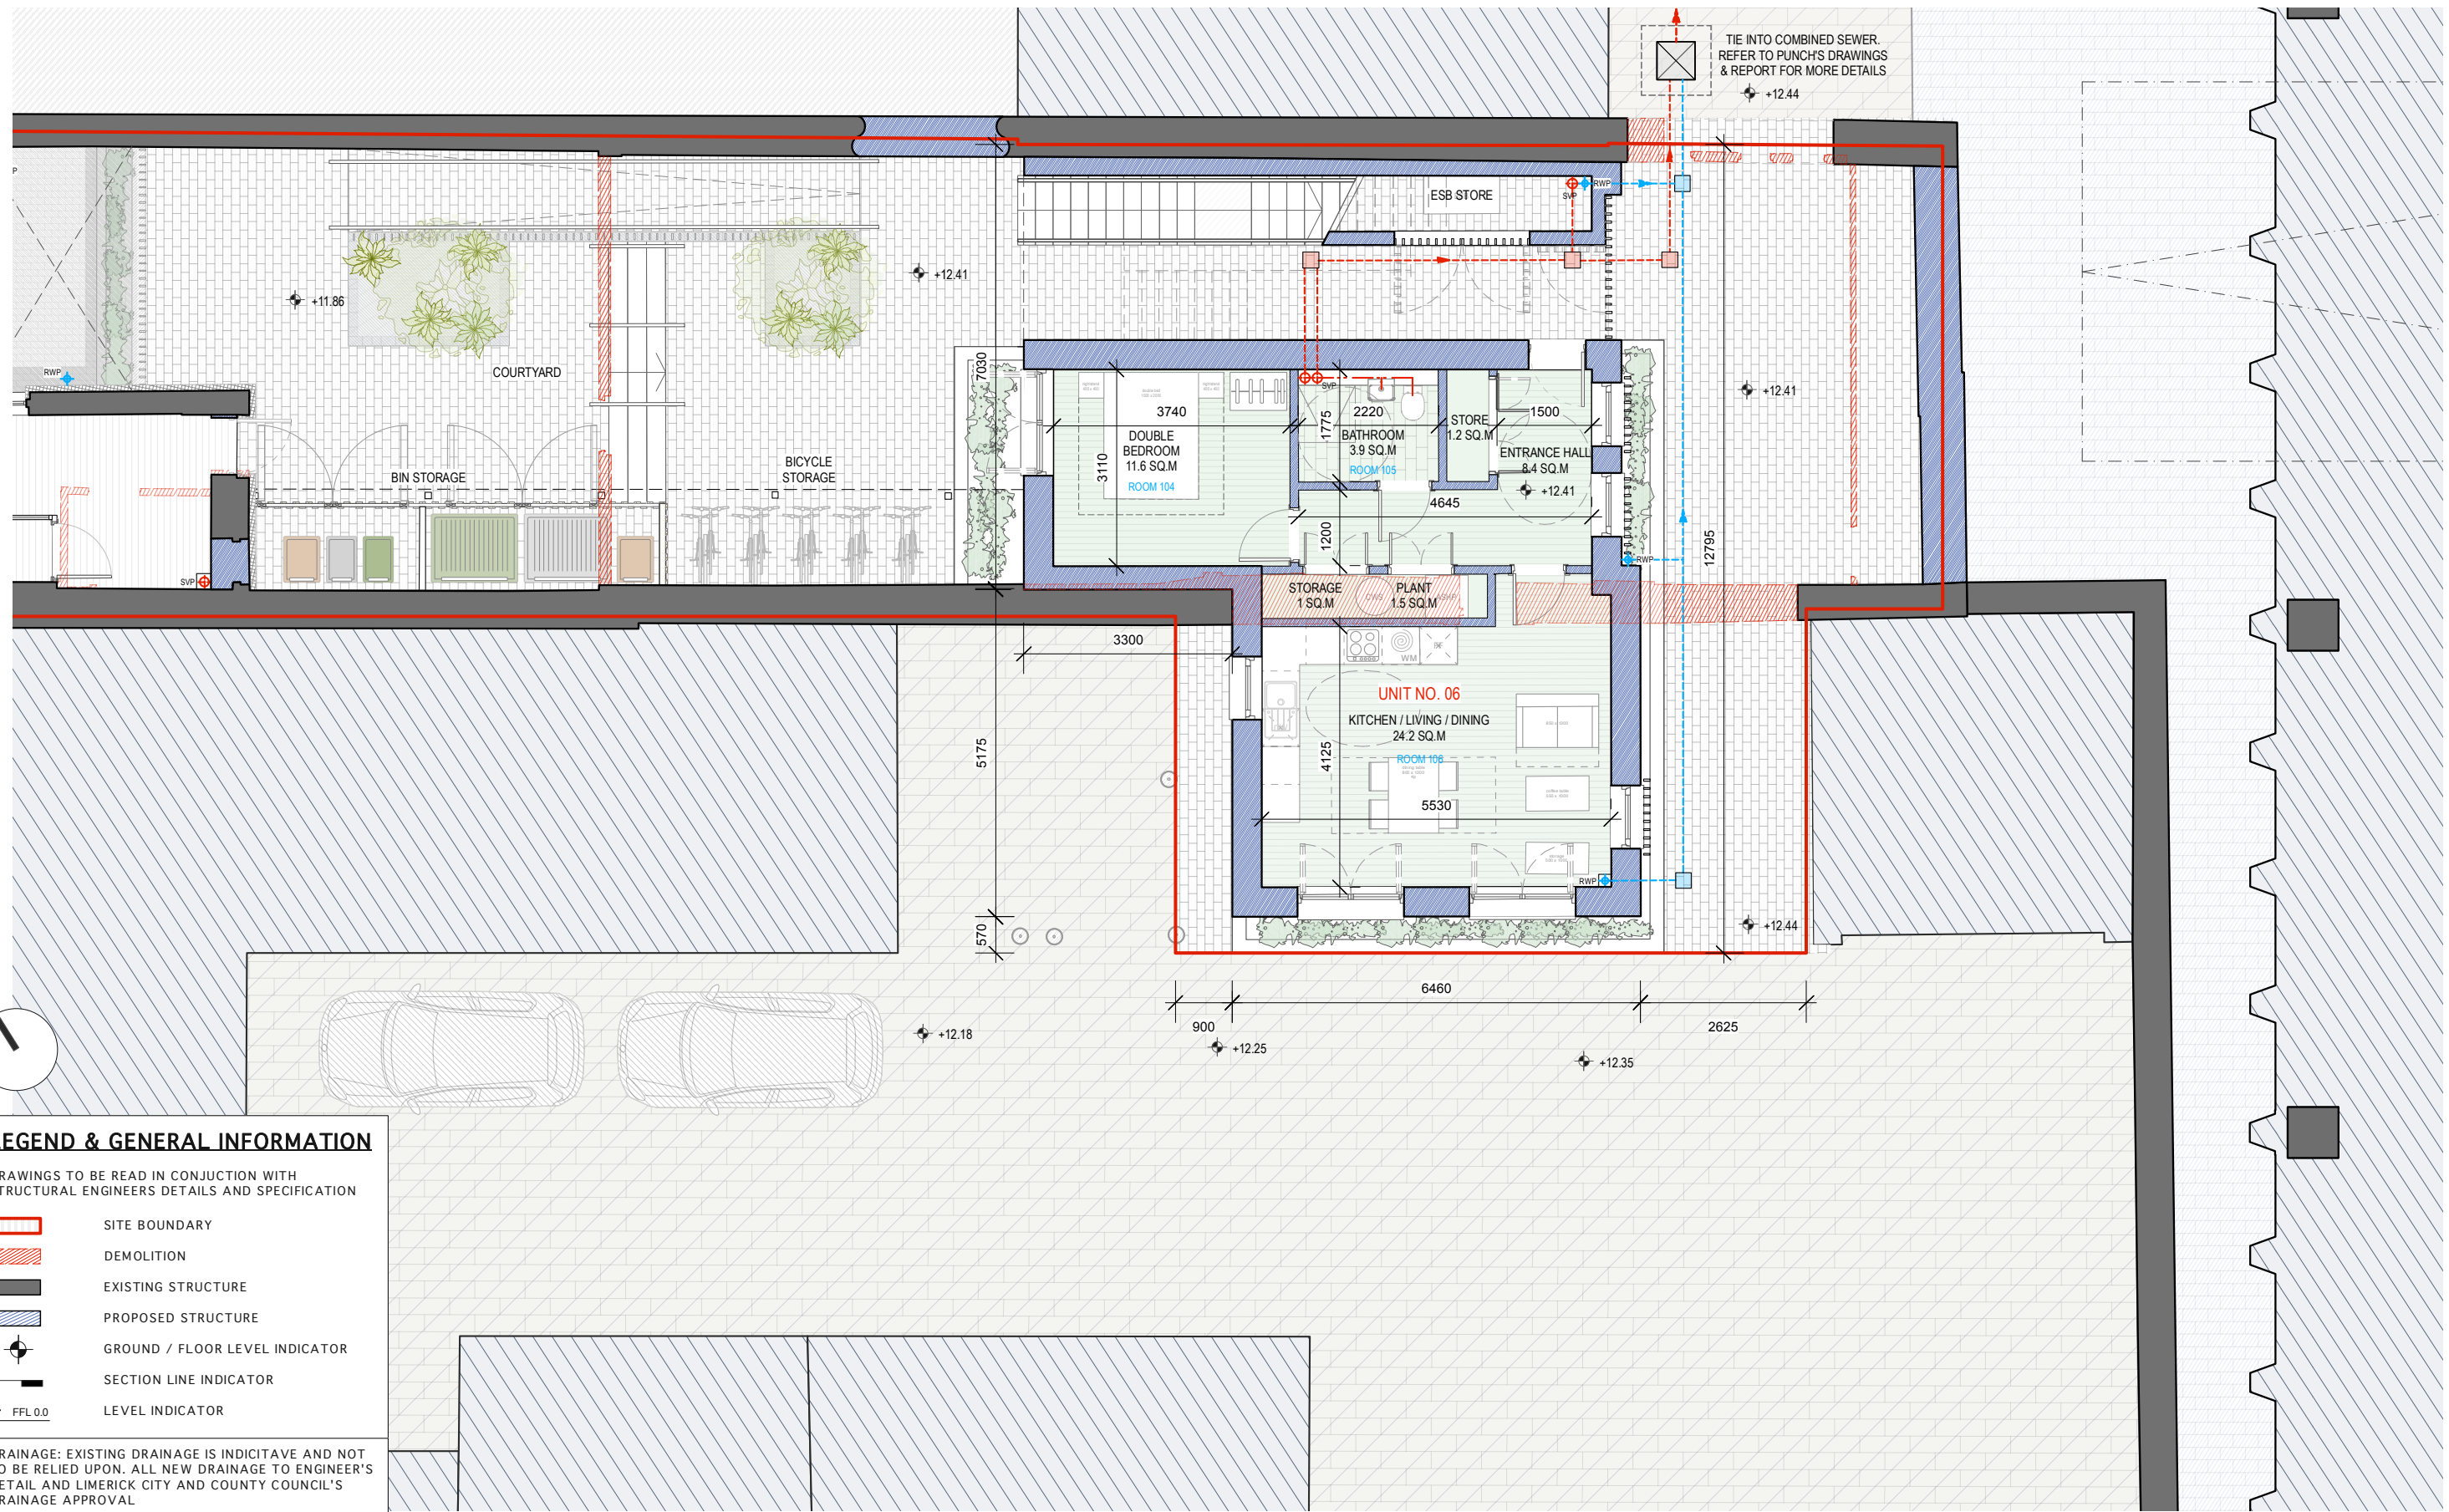 TIE INTO COMBINED SEWER.
REFER TO PUNCH'S DRAWINGS
& REPORT FOR MORE DETAILS
+12.44
P
ESB STORE
RWP
SVP
+12.41
+11.86
COURTYARD
RWP
7030
3740
DOUBLE
BEDROOM
11.6 SQ.M
ROOM 104
3110
SVP
1775
2220
BATHROOM
3.9 SQ.M
ROOM 105
STORE
1.2 SQ.M
1500
ENTRANCE HALL
8.4 SQ.M
+12.41
+12.41
BIN STORAGE
BICYCLE
STORAGE
4645
1200
12795
RWP
SVP
STORAGE
1 SQ.M
CWS
PLANT
1.5 SQ.M
3300
WM
UNIT NO. 06
KITCHEN / LIVING / DINING
24.2 SQ.M
ROOM 106
5175
4125
5530
RWP
570
+12.44
6460
900
2625
+12.18
+12.25
+12.35
EGEND & GENERAL INFORMATION
RAWINGS TO BE READ IN CONJUCTION WITH
TRUCTURAL ENGINEERS DETAILS AND SPECIFICATION
SITE BOUNDARY
DEMOLITION
EXISTING STRUCTURE
PROPOSED STRUCTURE
GROUND / FLOOR LEVEL INDICATOR
SECTION LINE INDICATOR
FFL 0.0 LEVEL INDICATOR
RAINAGE: EXISTING DRAINAGE IS INDICITAVE AND NOT
O BE RELIED UPON. ALL NEW DRAINAGE TO ENGINEER'S
ETAIL AND LIMERICK CITY AND COUNTY COUNCIL'S
RAINAGE APPROVAL